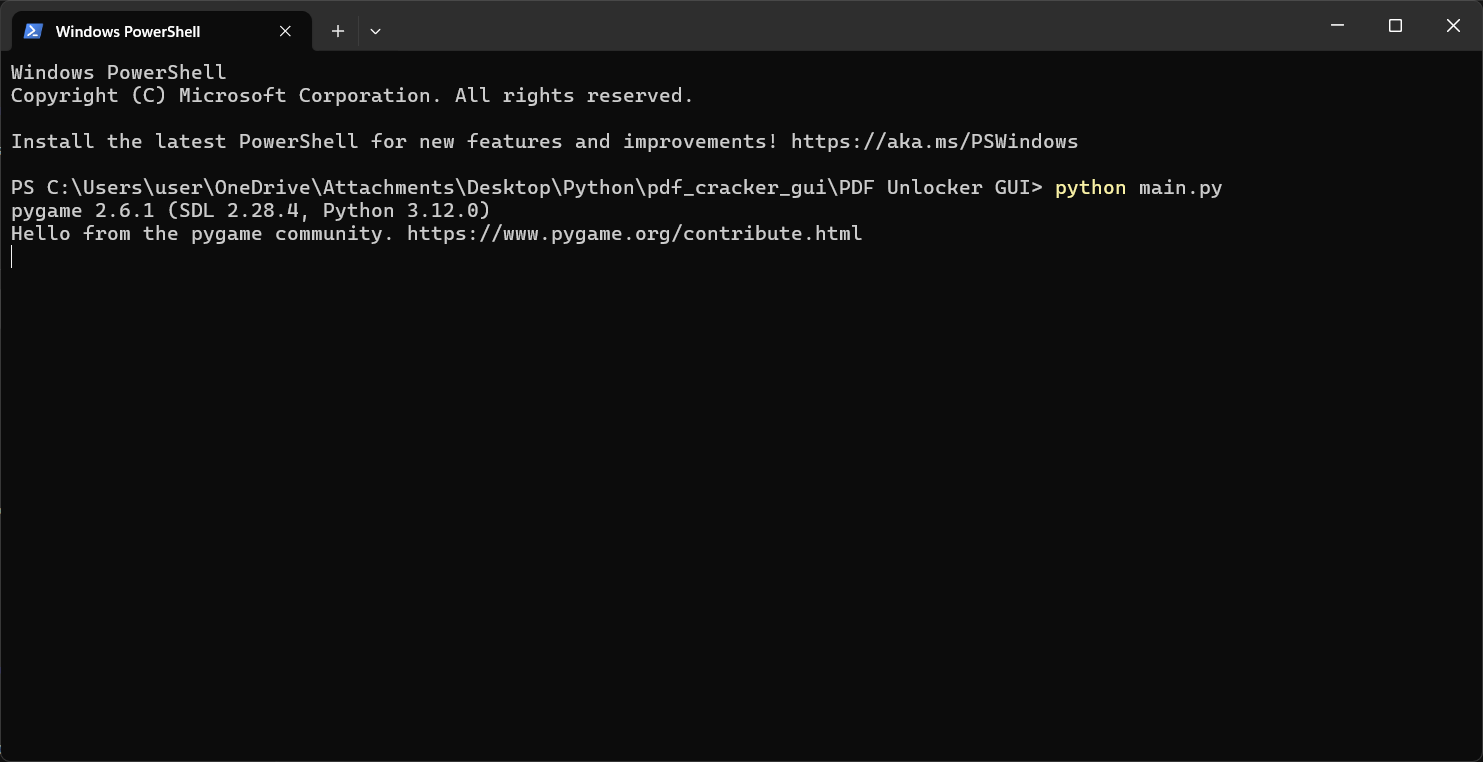 Windows PowerShell
Windows PowerShell
Copyright (C) Microsoft Corporation. All rights reserved.
Install the latest PowerShell for new features and improvements! https://aka.ms/PSWindows
PS C:\Users\user\OneDrive\Attachments\Desktop\Python\pdf_cracker_gui\PDF Unlocker GUI> python main.py
pygame 2.6.1 (SDL 2.28.4, Python 3.12.0)
Hello from the pygame community. https://www.pygame.org/contribute.html